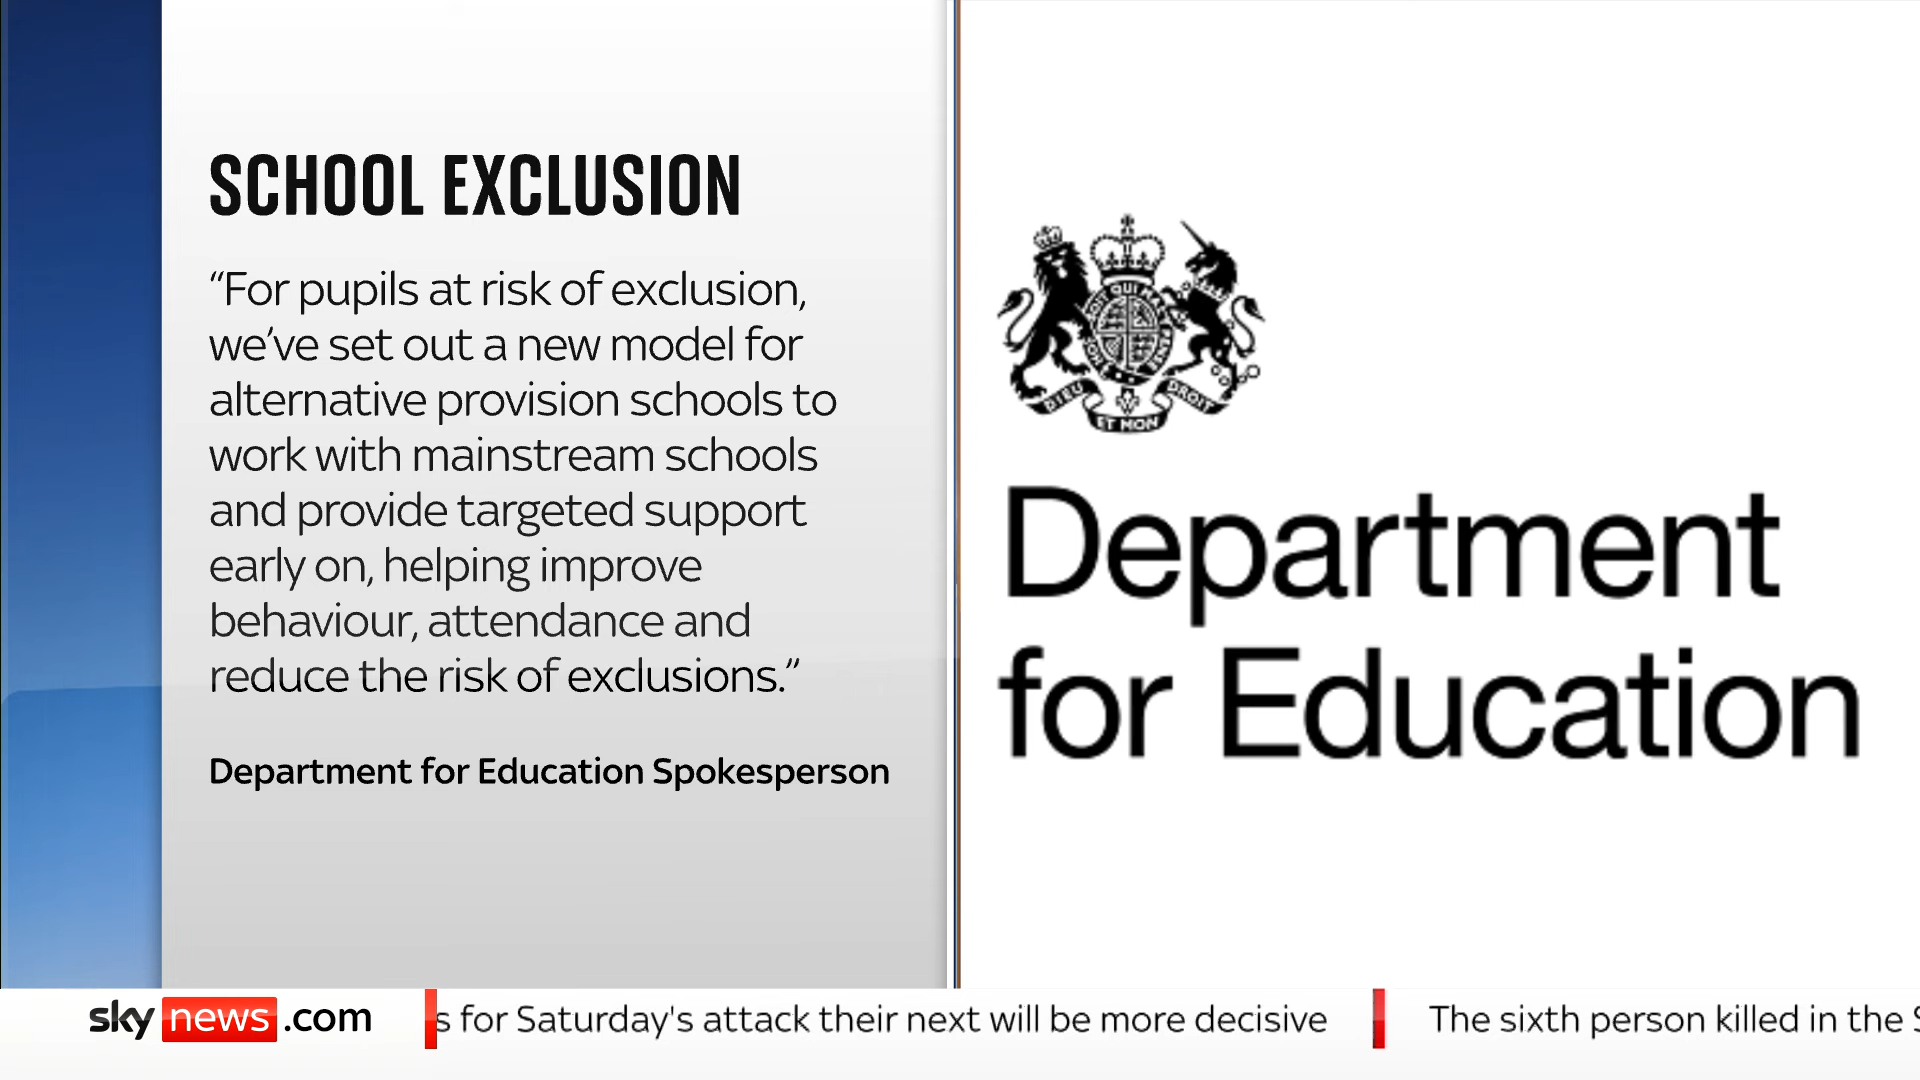 SCHOOL EXCLUSION
“For pupils at risk of exclusion,
we’ve set out a new model for
alternative provision schools to
work with mainstream schools
and provide targeted support
early on, helping improve
behaviour, attendance and
reduce the risk of exclusions.”
Department for Education Spokesperson
DIEU ET MON DROIT
Department
for Education
sky news .com
s for Saturday's attack their next will be more decisive
The sixth person killed in the S